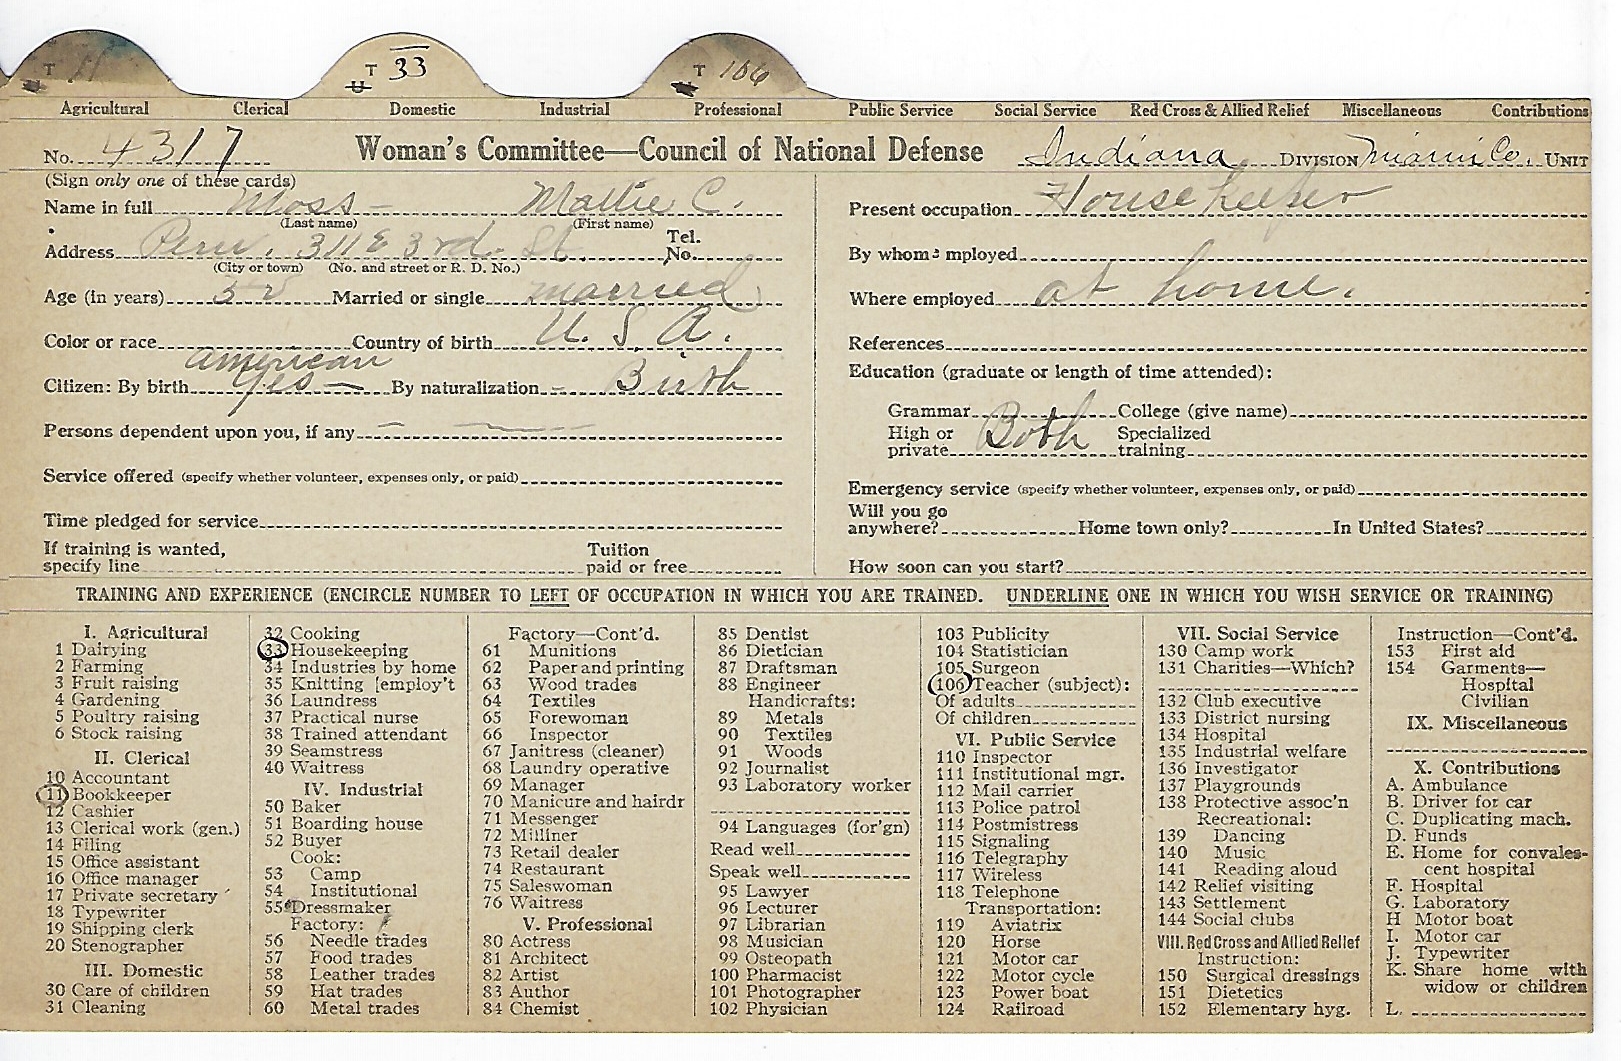 T 11 T 33 T 106
U
Agricultural Clerical Domestic Industrial Professional Public Service Social Service Red Cross & Allied Relief Miscellaneous Contributions
No. 4317 Woman's Committee—Council of National Defense Indiana DIVISION Miami Co. UNIT
(Sign only one of these cards)
Name in full Moss - Mattie C.
(Last name) (First name)
Address Peru, 311 E 3rd. St. Tel. No.
(City or town) (No. and street or R. D. No.)
Age (in years) Married or single married
Color or race American Country of birth U. S. A.
Citizen: By birth Yes — By naturalization - Birth
Persons dependent upon you, if any — —
Service offered (specify whether volunteer, expenses only, or paid)
Time pledged for service
If training is wanted, specify line Tuition paid or free
Present occupation House keeper
By whom employed
Where employed at home.
References
Education (graduate or length of time attended):
Grammar College (give name)
High or private Both Specialized training
Emergency service (specify whether volunteer, expenses only, or paid)
Will you go anywhere? Home town only? In United States?
How soon can you start?
TRAINING AND EXPERIENCE (ENCIRCLE NUMBER TO LEFT OF OCCUPATION IN WHICH YOU ARE TRAINED. UNDERLINE ONE IN WHICH YOU WISH SERVICE OR TRAINING)
I. Agricultural
1 Dairying
2 Farming
3 Fruit raising
4 Gardening
5 Poultry raising
6 Stock raising
II. Clerical
10 Accountant
11 Bookkeeper
12 Cashier
13 Clerical work (gen.)
14 Filing
15 Office assistant
16 Office manager
17 Private secretary
18 Typewriter
19 Shipping clerk
20 Stenographer
III. Domestic
30 Care of children
31 Cleaning
32 Cooking
33 Housekeeping
34 Industries by home
35 Knitting [employ't
36 Laundress
37 Practical nurse
38 Trained attendant
39 Seamstress
40 Waitress
IV. Industrial
50 Baker
51 Boarding house
52 Buyer
Cook:
53 Camp
54 Institutional
55 Dressmaker
Factory:
56 Needle trades
57 Food trades
58 Leather trades
59 Hat trades
60 Metal trades
Factory—Cont'd.
61 Munitions
62 Paper and printing
63 Wood trades
64 Textiles
65 Forewoman
66 Inspector
67 Janitress (cleaner)
68 Laundry operative
69 Manager
70 Manicure and hairdr
71 Messenger
72 Milliner
73 Retail dealer
74 Restaurant
75 Saleswoman
76 Waitress
V. Professional
80 Actress
81 Architect
82 Artist
83 Author
84 Chemist
85 Dentist
86 Dietician
87 Draftsman
88 Engineer
Handicrafts:
89 Metals
90 Textiles
91 Woods
92 Journalist
93 Laboratory worker
94 Languages (for'gn)
Read well
Speak well
95 Lawyer
96 Lecturer
97 Librarian
98 Musician
99 Osteopath
100 Pharmacist
101 Photographer
102 Physician
103 Publicity
104 Statistician
105 Surgeon
106 Teacher (subject):
Of adults
Of children
VI. Public Service
110 Inspector
111 Institutional mgr.
112 Mail carrier
113 Police patrol
114 Postmistress
115 Signaling
116 Telegraphy
117 Wireless
118 Telephone
Transportation:
119 Aviatrix
120 Horse
121 Motor car
122 Motor cycle
123 Power boat
124 Railroad
VII. Social Service
130 Camp work
131 Charities—Which?
132 Club executive
133 District nursing
134 Hospital
135 Industrial welfare
136 Investigator
137 Playgrounds
138 Protective assoc'n
Recreational:
139 Dancing
140 Music
141 Reading aloud
142 Relief visiting
143 Settlement
144 Social clubs
VIII. Red Cross and Allied Relief
Instruction:
150 Surgical dressings
151 Dietetics
152 Elementary hyg.
Instruction—Cont'd.
153 First aid
154 Garments—
Hospital
Civilian
IX. Miscellaneous
X. Contributions
A. Ambulance
B. Driver for car
C. Duplicating mach.
D. Funds
E. Home for convales-
cent hospital
F. Hospital
G. Laboratory
H Motor boat
I. Motor car
J. Typewriter
K. Share home with
widow or children
L.